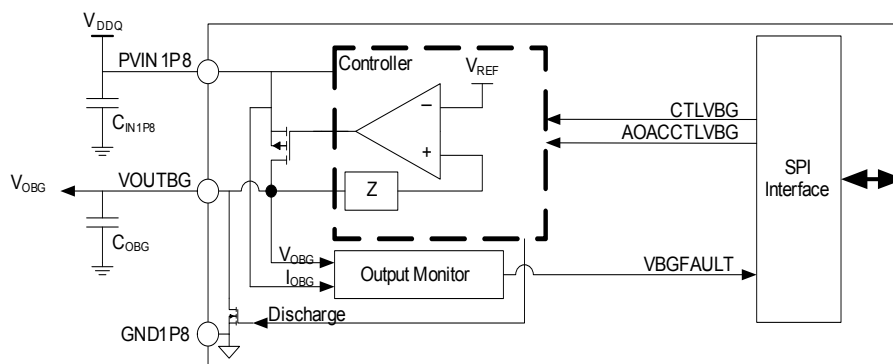 VDDQ
PVIN1P8
Controller
VREF
CIN1P8
−
+
CTLVBG
AOACCTLVBG
SPI
Interface
VOBG
VOUTBG
Z
COBG
VOBG
IOBG
Output Monitor
VBGFAULT
Discharge
GND1P8